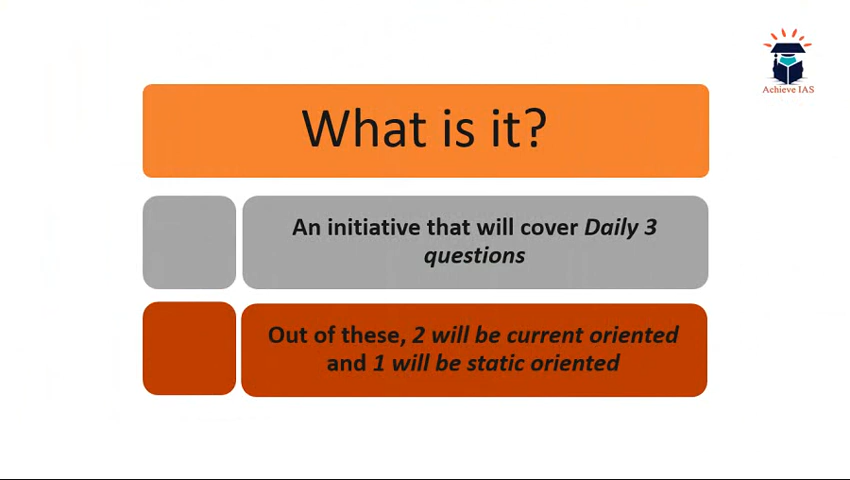 Achieve IAS
What is it?
An initiative that will cover Daily 3
questions
Out of these, 2 will be current oriented
and 1 will be static oriented